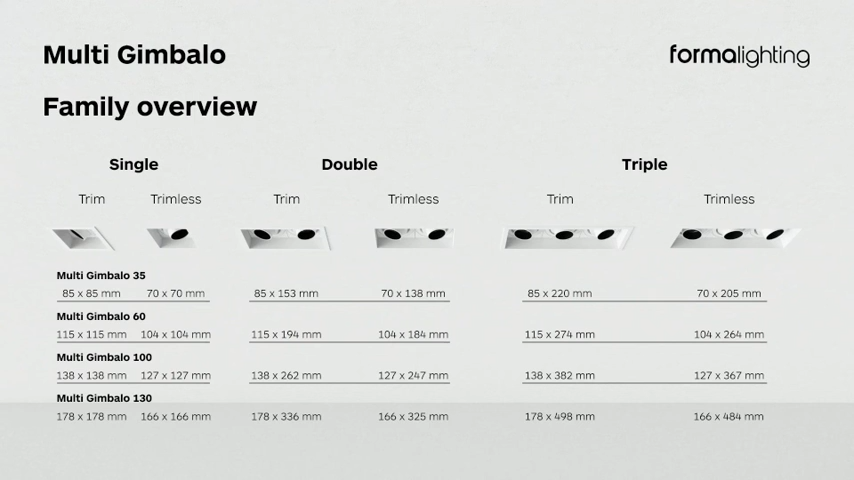 Multi Gimbalo
formalighting
Family overview
Single Double Triple
Trim Trimless Trim Trimless Trim Trimless
Multi Gimbalo 35
85 x 85 mm 70 x 70 mm 85 x 153 mm 70 x 138 mm 85 x 220 mm 70 x 205 mm
Multi Gimbalo 60
115 x 115 mm 104 x 104 mm 115 x 194 mm 104 x 184 mm 115 x 274 mm 104 x 264 mm
Multi Gimbalo 100
138 x 138 mm 127 x 127 mm 138 x 262 mm 127 x 247 mm 138 x 382 mm 127 x 367 mm
Multi Gimbalo 130
178 x 178 mm 166 x 166 mm 178 x 336 mm 166 x 325 mm 178 x 498 mm 166 x 484 mm